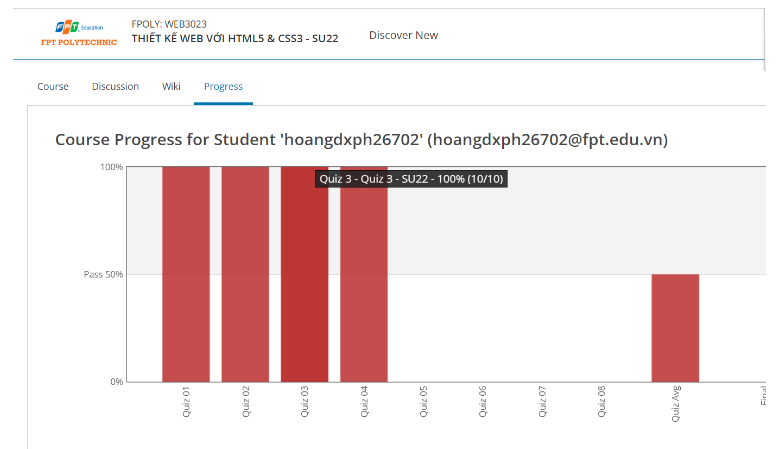 FPT Education
FPT POLYTECHNIC
FPOLY: WEB3023
THIẾT KẾ WEB VỚI HTML5 & CSS3 - SU22
Discover New
Course
Discussion
Wiki
Progress
Course Progress for Student 'hoangdxph26702' (hoangdxph26702@fpt.edu.vn)
100%
Quiz 3 - Quiz 3 - SU22 - 100% (10/10)
Pass 50%
0%
Quiz 01
Quiz 02
Quiz 03
Quiz 04
Quiz 05
Quiz 06
Quiz 07
Quiz 08
Quiz Avg
Final